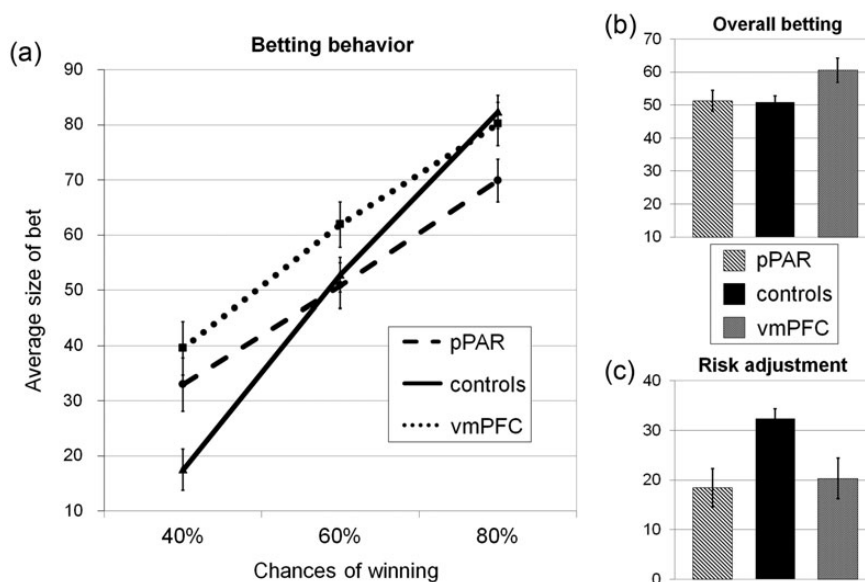 (a)
Betting behavior
Average size of bet
90
80
70
60
50
40
30
20
10
40%
60%
80%
Chances of winning
pPAR
controls
vmPFC
(b)
Overall betting
70
60
50
40
30
20
10
pPAR
controls
vmPFC
(c)
Risk adjustment
40
30
20
10
0